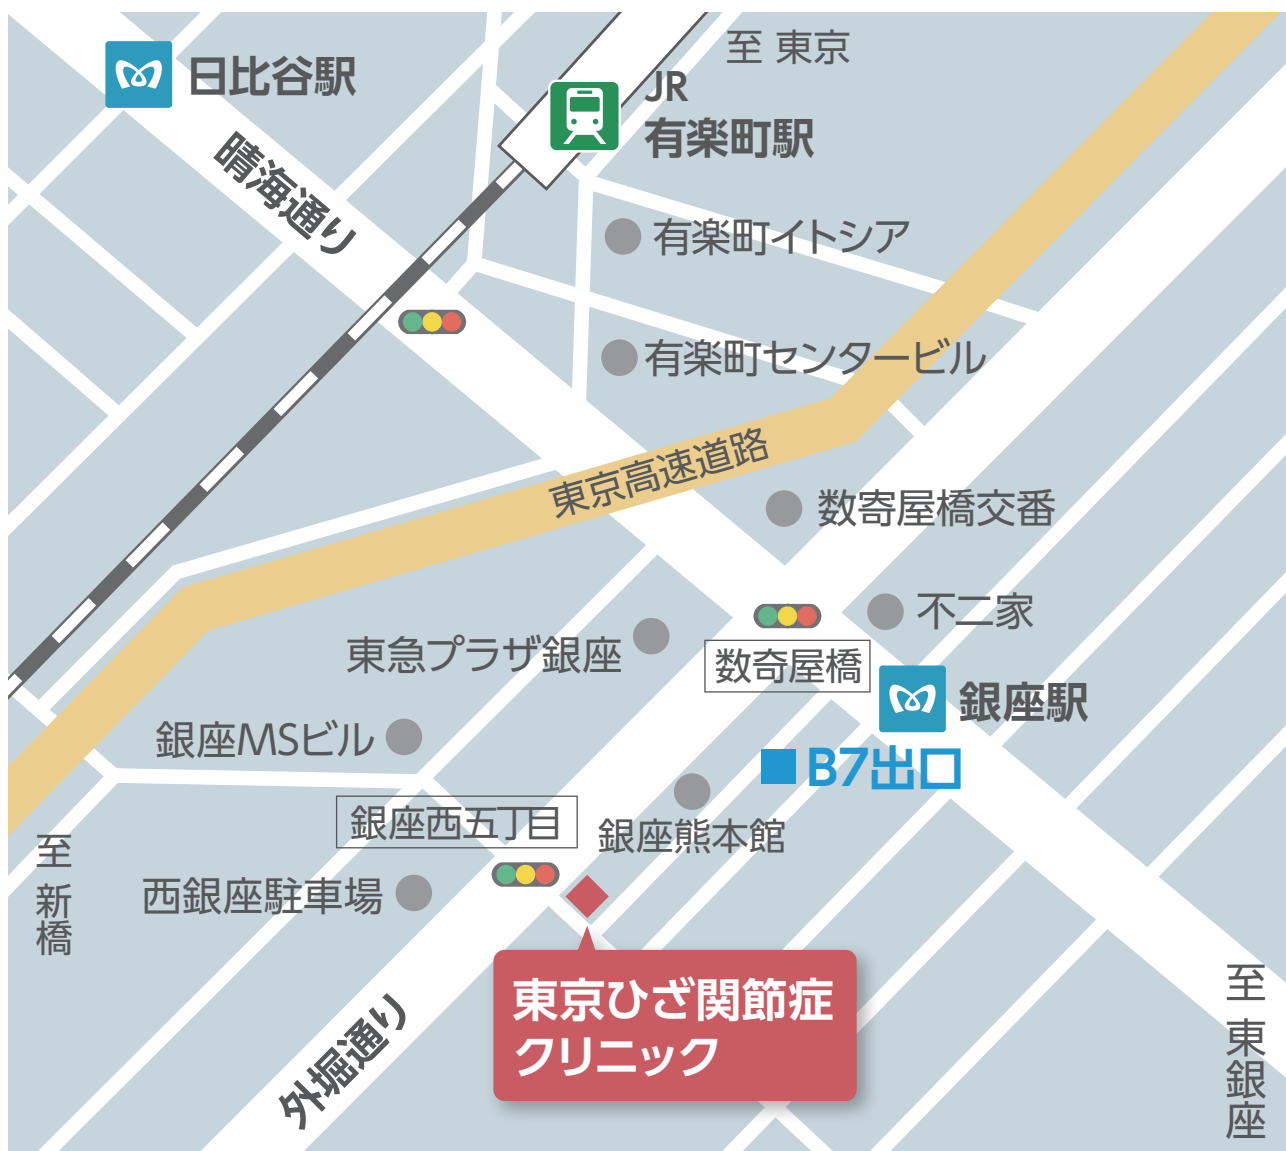 至 東京
日比谷駅
JR
有楽町駅
晴海通り
有楽町イトシア
有楽町センタービル
東京高速道路
数寄屋橋交番
不二家
東急プラザ銀座
数奇屋橋
銀座駅
銀座MSビル
B7出口
銀座西五丁目
銀座熊本館
至 新橋
西銀座駐車場
東京ひざ関節症
クリニック
外堀通り
至 東銀座